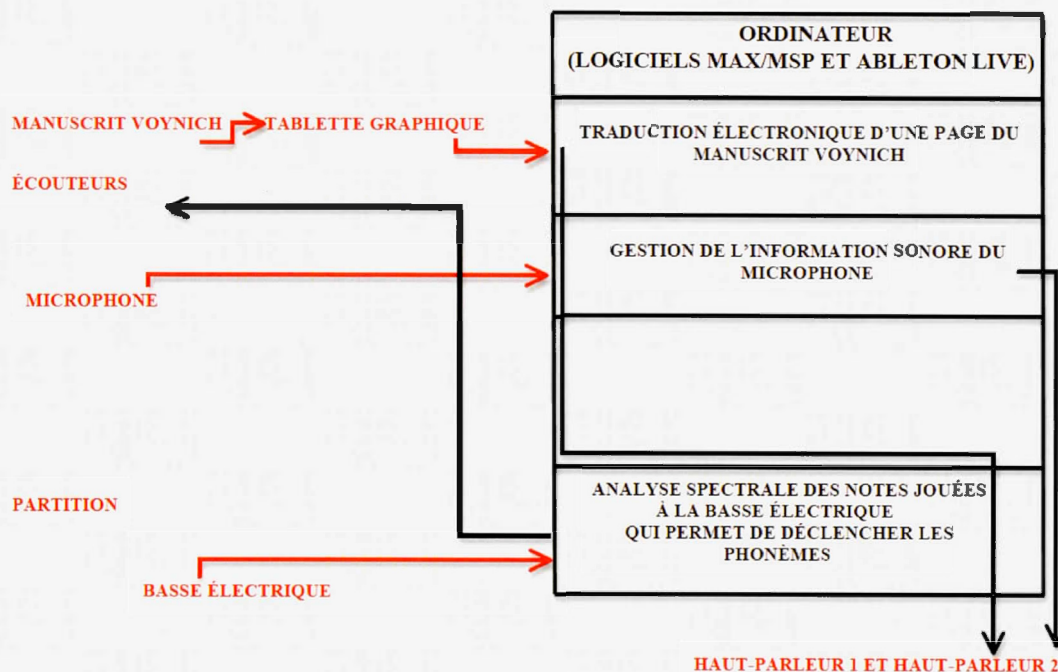 ORDINATEUR
(LOGICIELS MAX/MSP ET ABLETON LIVE)
MANUSCRIT VOYNICH
TABLETTE GRAPHIQUE
TRADUCTION ÉLECTRONIQUE D'UNE PAGE DU
MANUSCRIT VOYNICH
ÉCOUTEURS
GESTION DE L'INFORMATION SONORE DU
MICROPHONE
MICROPHONE
PARTITION
ANALYSE SPECTRALE DES NOTES JOUÉES
À LA BASSE ÉLECTRIQUE
QUI PERMET DE DÉCLENCHER LES
PHONÈMES
BASSE ÉLECTRIQUE
HAUT-PARLEUR 1 ET HAUT-PARLEUR 2